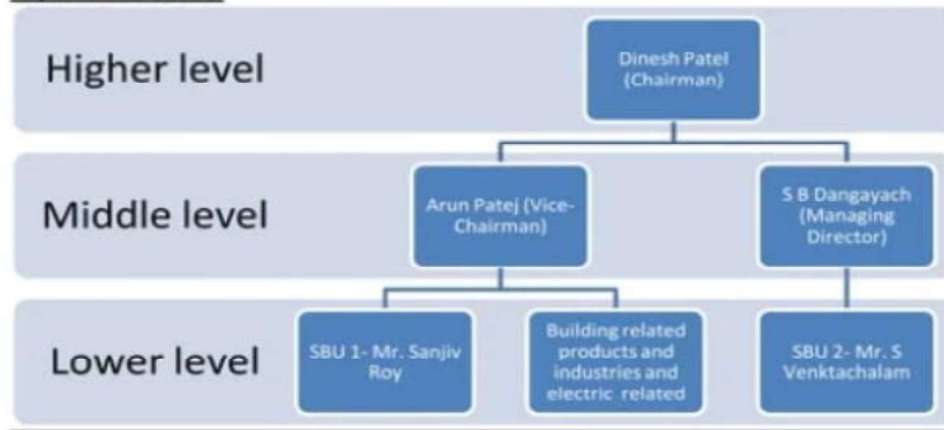 Higher level
Dinesh Patel
(Chairman)
Middle level
Arun Patej (Vice-
Chairman)
S B Dangayach
(Managing
Director)
Lower level
SBU 1- Mr. Sanjiv
Roy
Building related
products and
industries and
electric related
SBU 2- Mr. S
Venktachalam